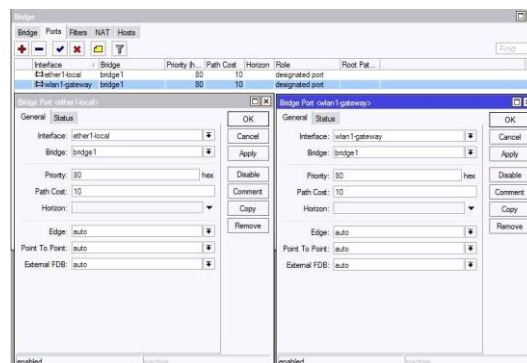 Bridge
Bridge Ports Filters NAT Hosts
Find
Interface Bridge Priority (h... Path Cost Horizon Role Root Pat...
ether1-local bridge1 80 10 designated port
wlan1-gateway bridge1 80 10 designated port
Bridge Port <ether1-local>
General Status
Interface: ether1-local
Bridge: bridge1
Priority: 80 hex
Path Cost: 10
Horizon:
Edge: auto
Point To Point: auto
External FDB: auto
OK
Cancel
Apply
Disable
Comment
Copy
Remove
enabled inactive
Bridge Port <wlan1-gateway>
General Status
Interface: wlan1-gateway
Bridge: bridge1
Priority: 80 hex
Path Cost: 10
Horizon:
Edge: auto
Point To Point: auto
External FDB: auto
OK
Cancel
Apply
Disable
Comment
Copy
Remove
enabled inactive